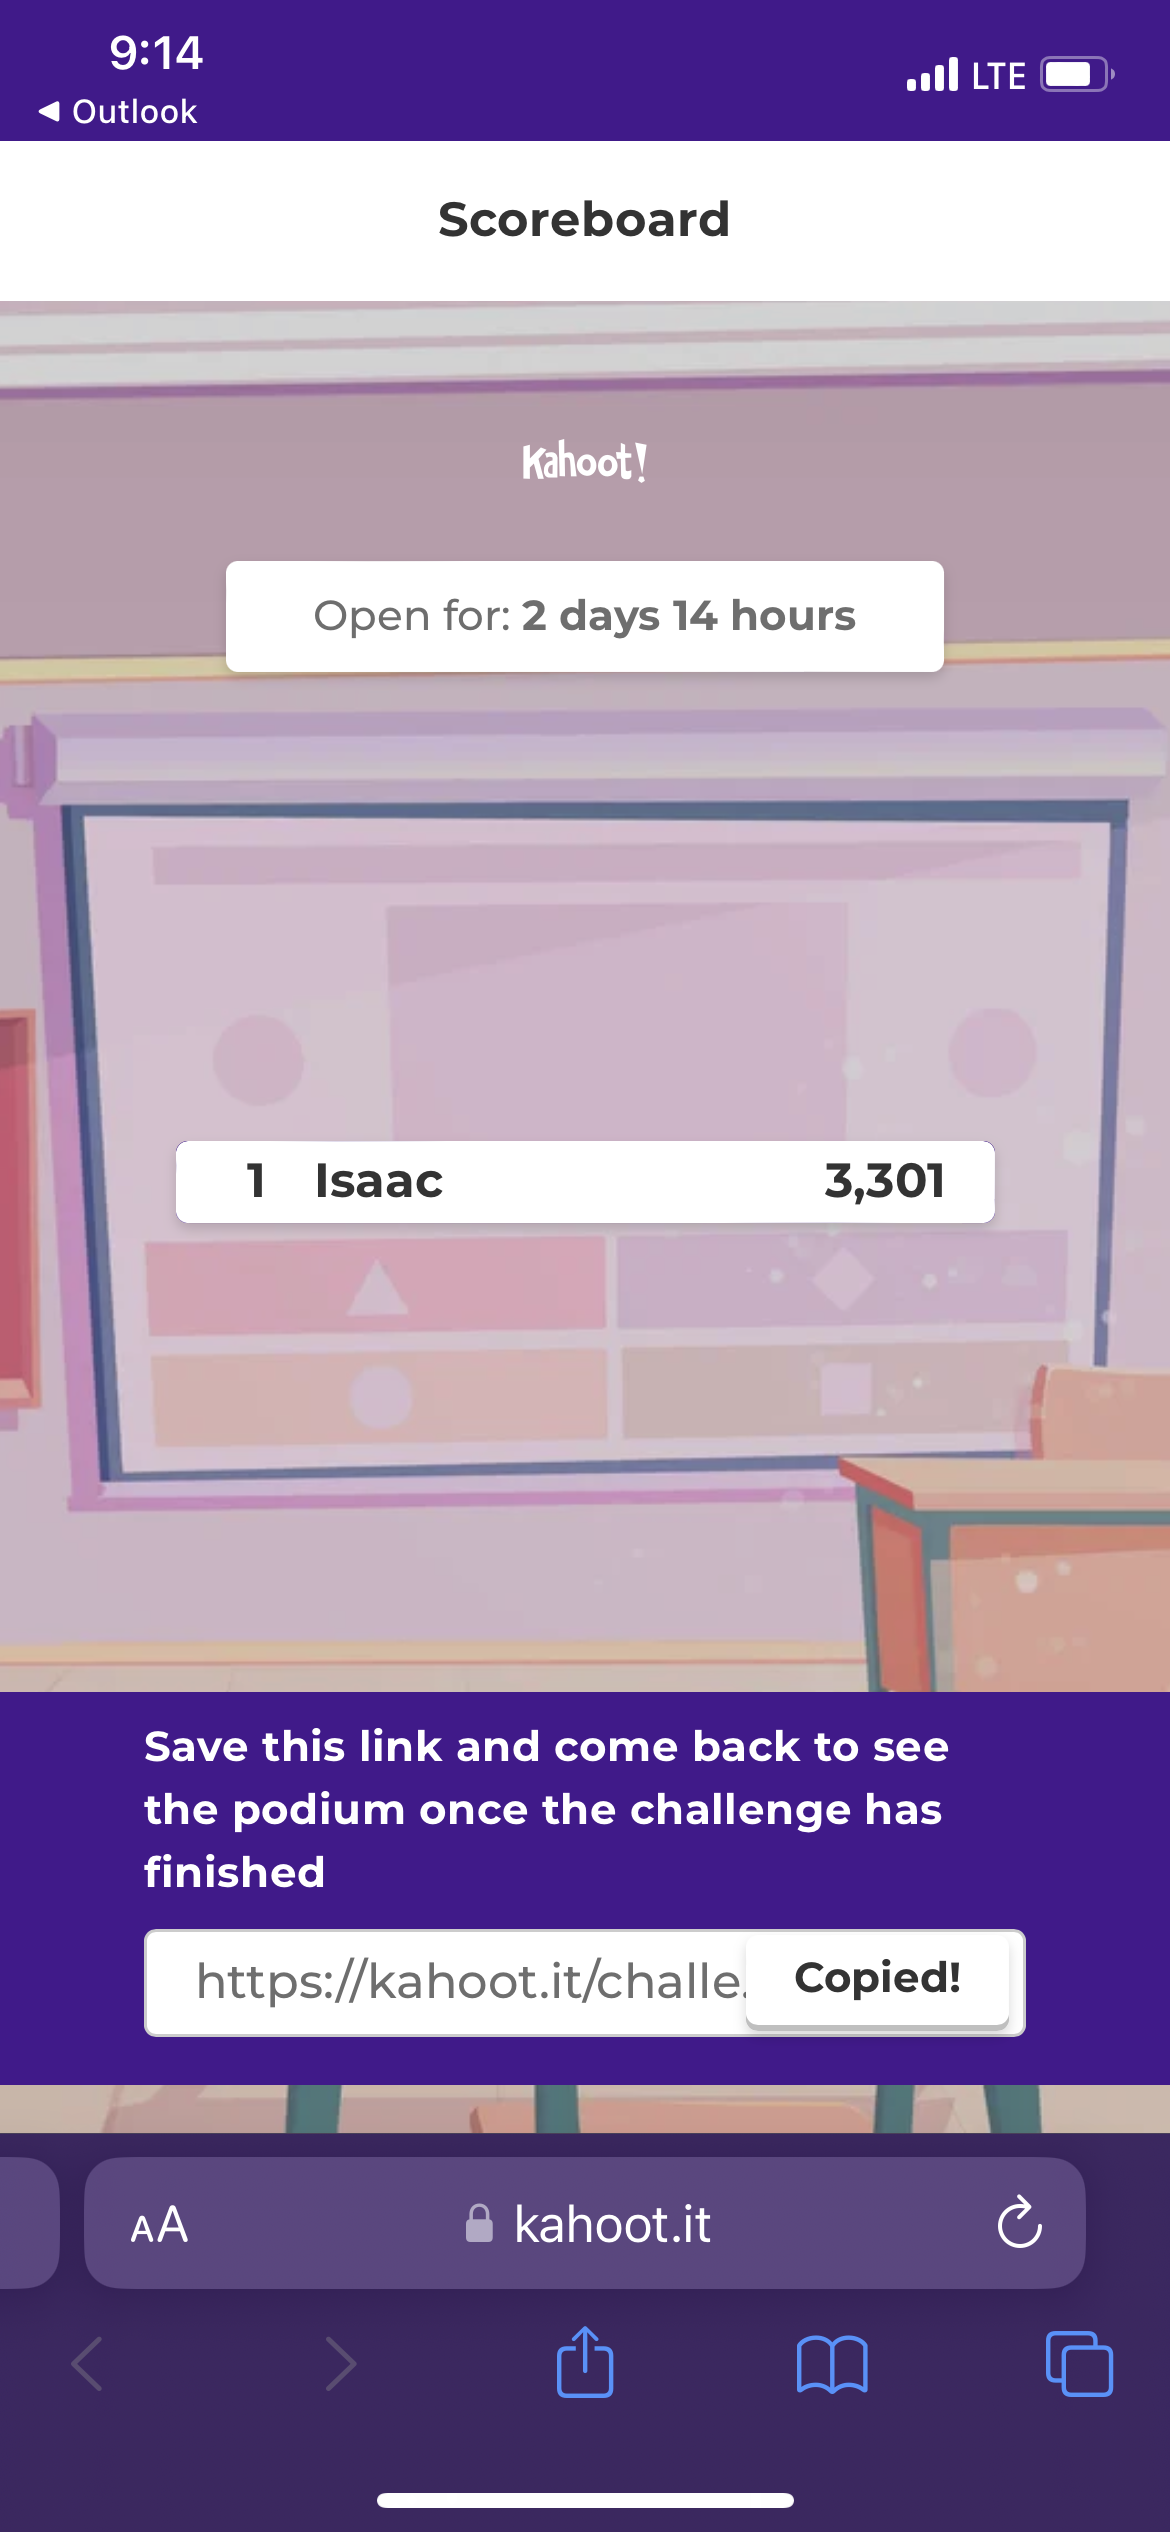 9:14
LTE
Outlook
Scoreboard
Kahoot!
Open for: 2 days 14 hours
1 Isaac 3,301
Save this link and come back to see
the podium once the challenge has
finished
https://kahoot.it/challe.
Copied!
AA kahoot.it